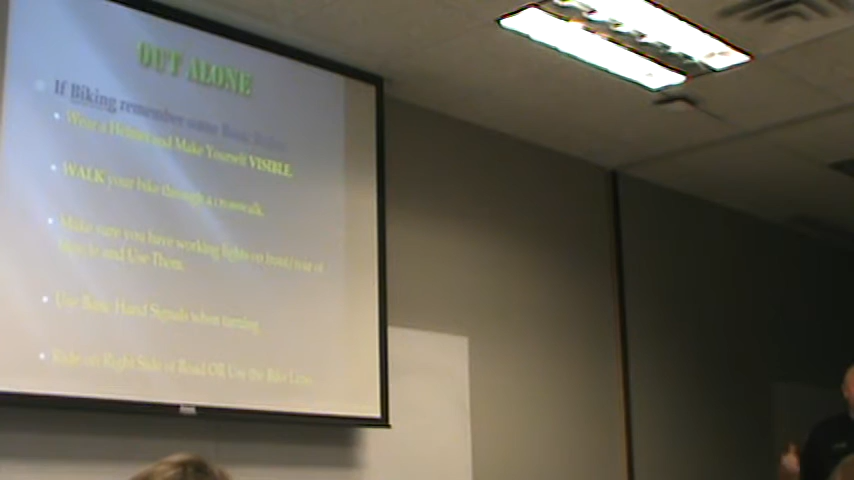 OUT ALONE
If Biking remember some Basic Rules
Wear a Helmet and Make Yourself VISIBLE.
WALK your bike through a crosswalk.
Make sure you have working lights on front/rear of
and Use Them.
Use Basic Hand Signals when turning.
Ride on Right Side of Road OR Use the Bike Lane.